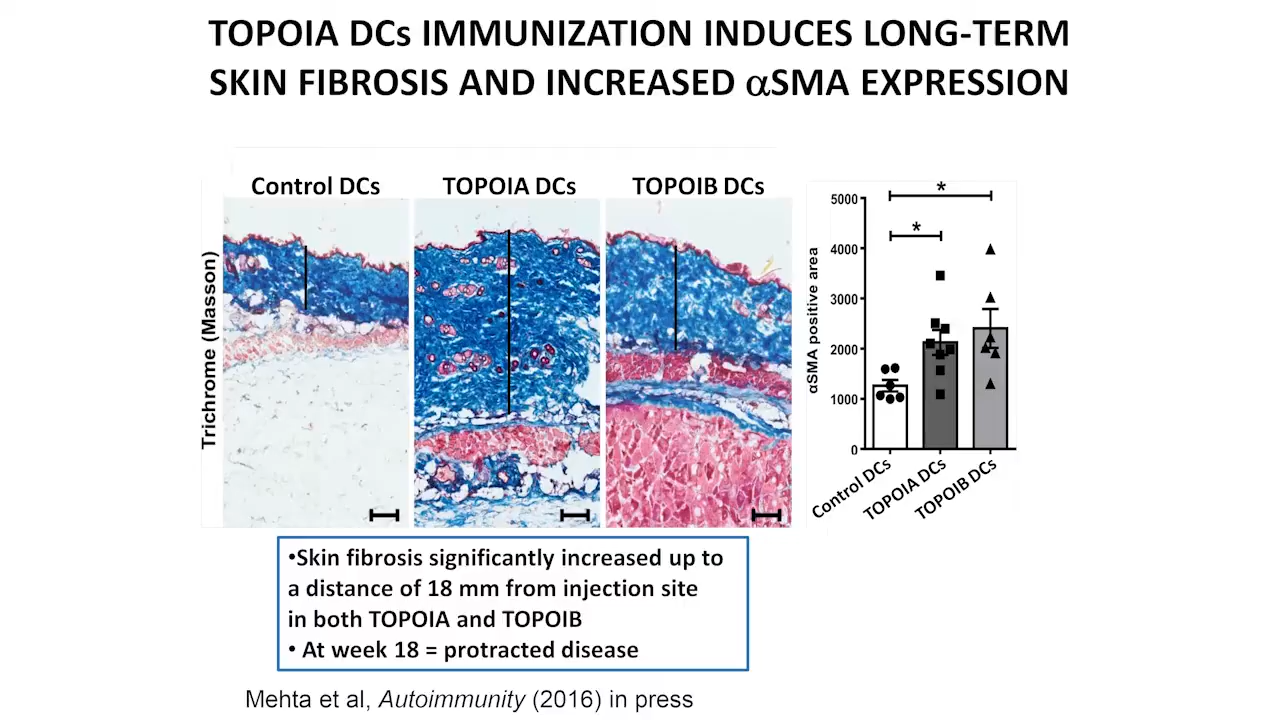 TOPOIA DCs IMMUNIZATION INDUCES LONG-TERM
SKIN FIBROSIS AND INCREASED αSMA EXPRESSION
Control DCs
TOPOIA DCs
TOPOIB DCs
Trichrome (Masson)
αSMA positive area
5000
4000
3000
2000
1000
0
*
*
Control DCs
TOPOIA DCs
TOPOIB DCs
•Skin fibrosis significantly increased up to
a distance of 18 mm from injection site
in both TOPOIA and TOPOIB
• At week 18 = protracted disease
Mehta et al, Autoimmunity (2016) in press